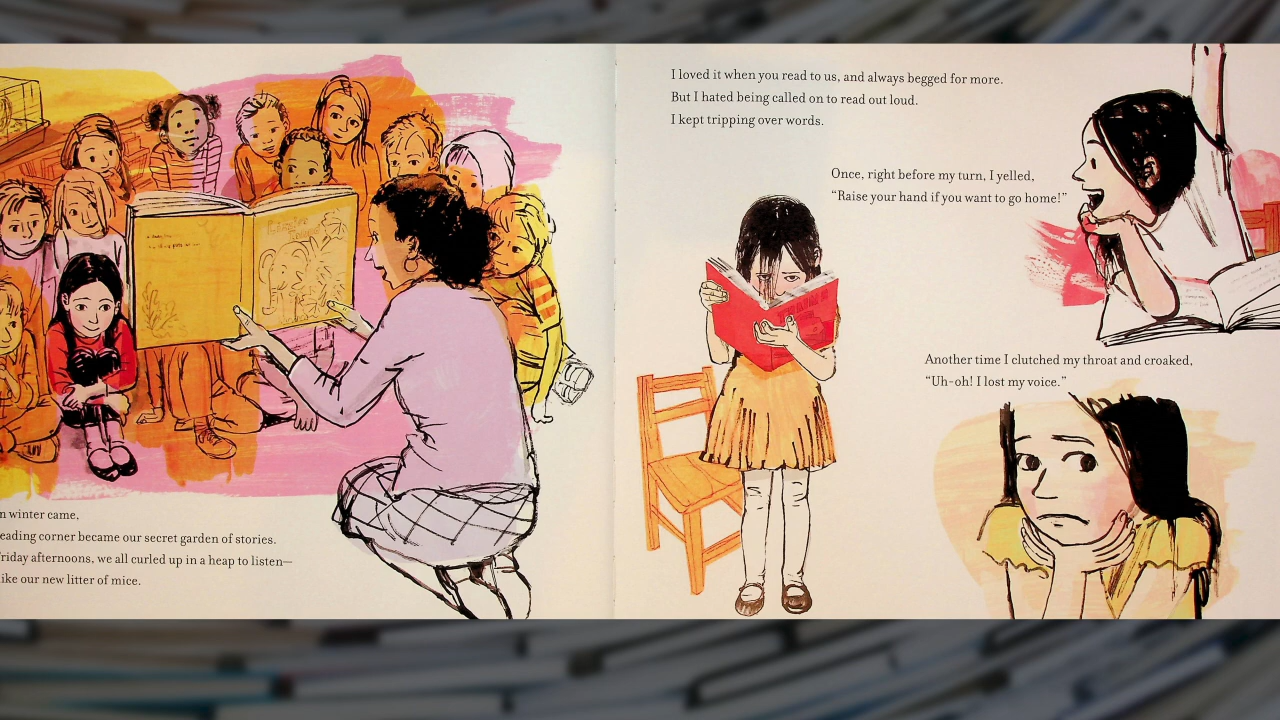 n winter came,
eading corner became our secret garden of stories.
riday afternoons, we all curled up in a heap to listen—
ike our new litter of mice.
I loved it when you read to us, and always begged for more.
But I hated being called on to read out loud.
I kept tripping over words.
Once, right before my turn, I yelled,
“Raise your hand if you want to go home!”
Another time I clutched my throat and croaked,
“Uh-oh! I lost my voice.”